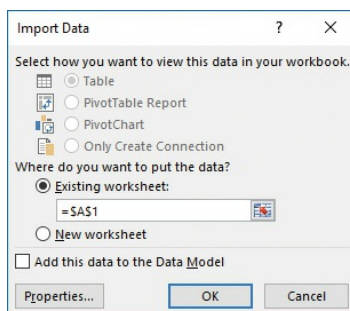 Import Data ? X
Select how you want to view this data in your workbook.
Table
PivotTable Report
PivotChart
Only Create Connection
Where do you want to put the data?
Existing worksheet:
=$A$1
New worksheet
Add this data to the Data Model
Properties... OK Cancel